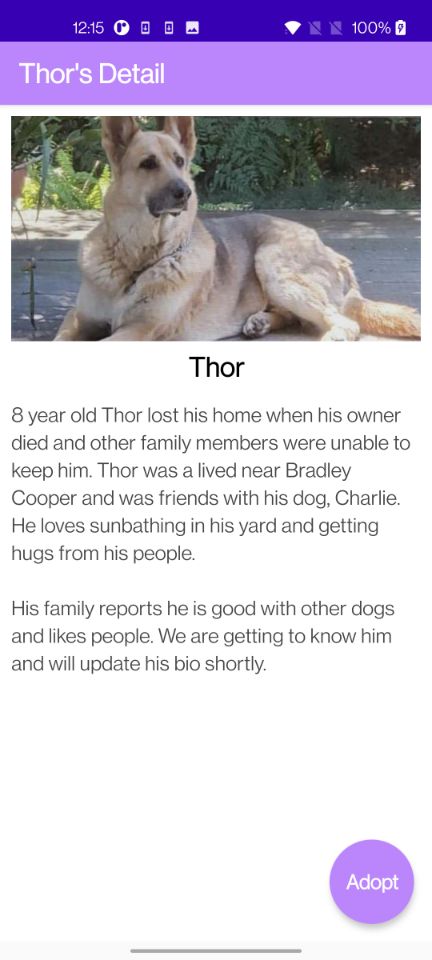 12:15
100%
Thor's Detail
Thor
8 year old Thor lost his home when his owner
died and other family members were unable to
keep him. Thor was a lived near Bradley
Cooper and was friends with his dog, Charlie.
He loves sunbathing in his yard and getting
hugs from his people.
His family reports he is good with other dogs
and likes people. We are getting to know him
and will update his bio shortly.
Adopt